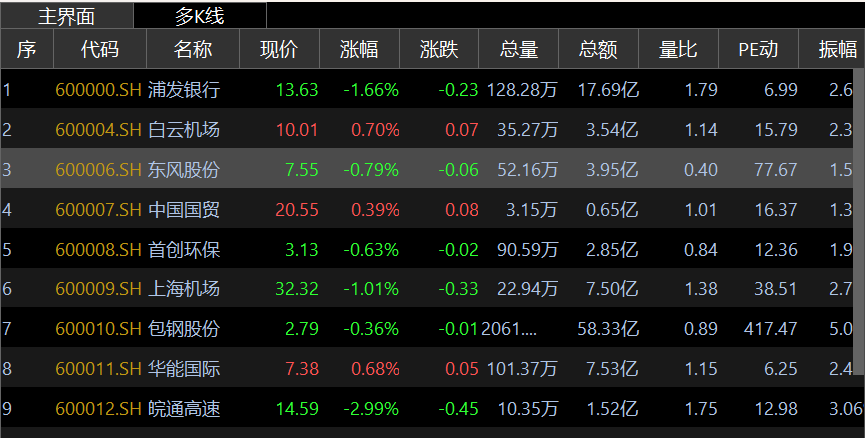 主界面 多K线
序 代码 名称 现价 涨幅 涨跌 总量 总额 量比 PE动 振幅
1 600000.SH 浦发银行 13.63 -1.66% -0.23 128.28万 17.69亿 1.79 6.99 2.6
2 600004.SH 白云机场 10.01 0.70% 0.07 35.27万 3.54亿 1.14 15.79 2.3
3 600006.SH 东风股份 7.55 -0.79% -0.06 52.16万 3.95亿 0.40 77.67 1.5
4 600007.SH 中国国贸 20.55 0.39% 0.08 3.15万 0.65亿 1.01 16.37 1.3
5 600008.SH 首创环保 3.13 -0.63% -0.02 90.59万 2.85亿 0.84 12.36 1.9
6 600009.SH 上海机场 32.32 -1.01% -0.33 22.94万 7.50亿 1.38 38.51 2.7
7 600010.SH 包钢股份 2.79 -0.36% -0.01 2061.... 58.33亿 0.89 417.47 5.0
8 600011.SH 华能国际 7.38 0.68% 0.05 101.37万 7.53亿 1.15 6.25 2.4
9 600012.SH 皖通高速 14.59 -2.99% -0.45 10.35万 1.52亿 1.75 12.98 3.06